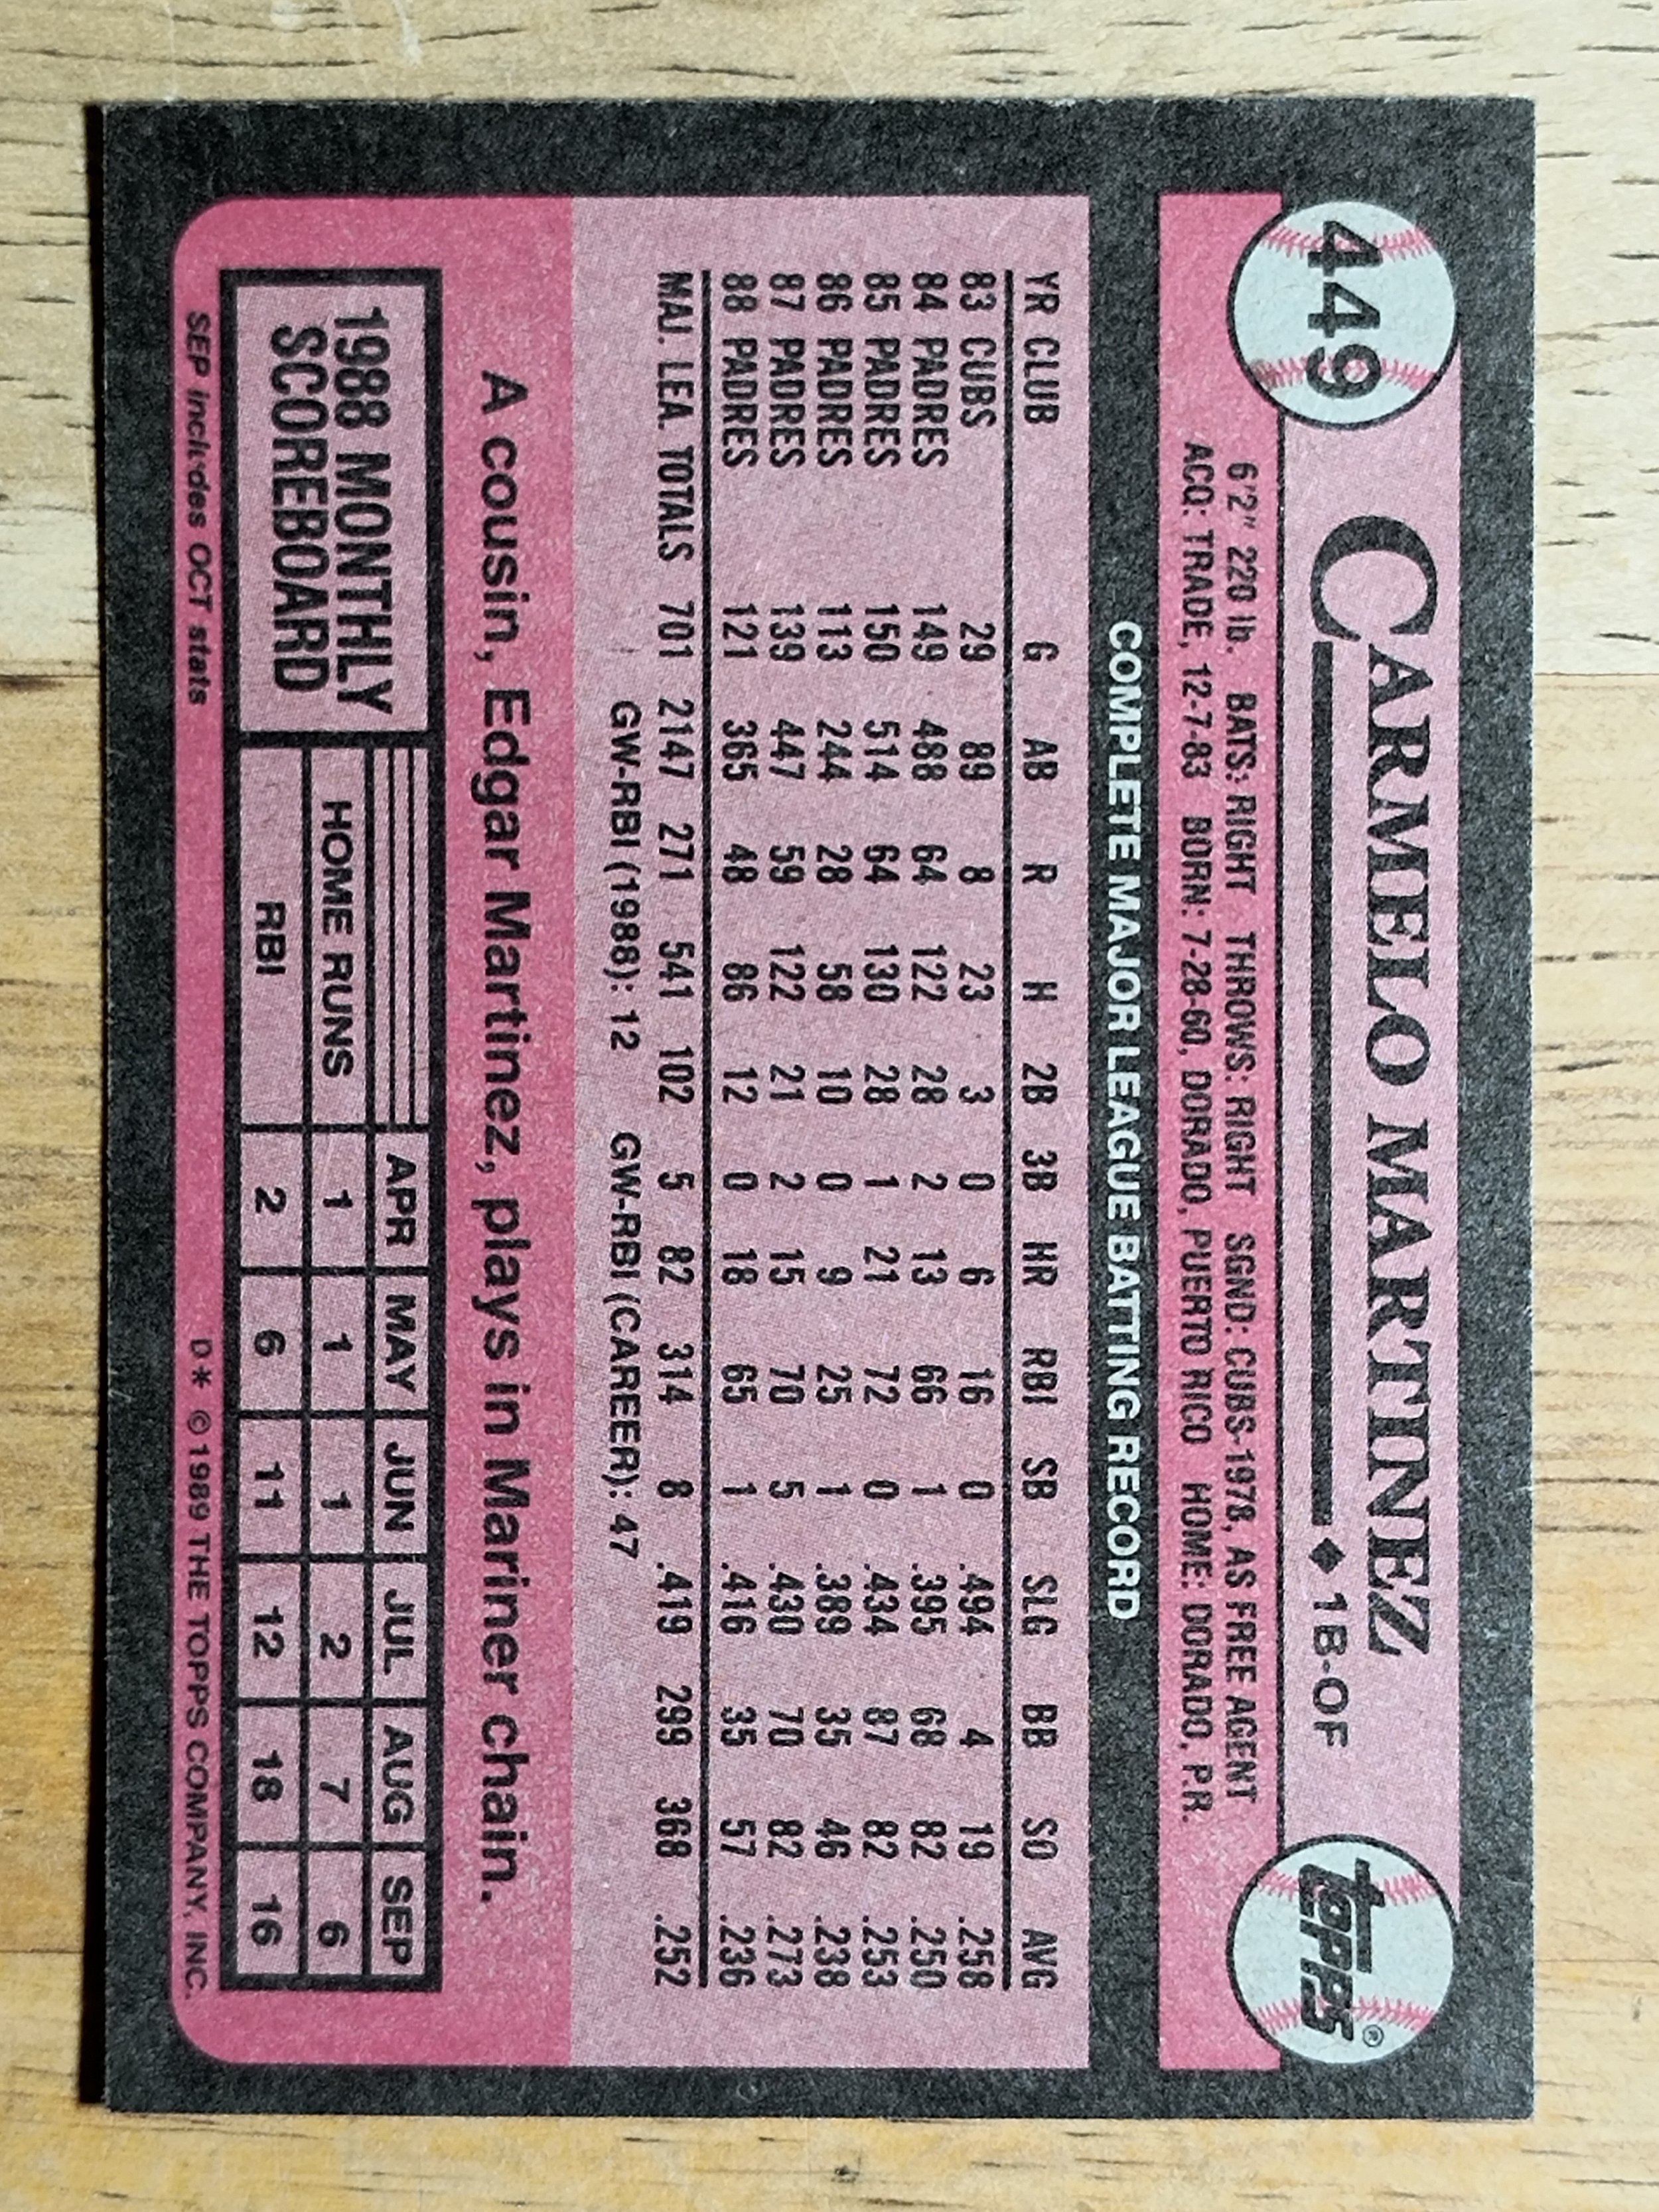 449
CARMELO MARTINEZ
◆ 1B-OF
topps®
6'2" 220 lb. BATS: RIGHT THROWS: RIGHT SGND: CUBS-1978, AS FREE AGENT
ACQ: TRADE, 12-7-83 BORN: 7-28-60, DORADO, PUERTO RICO HOME: DORADO, P.R.
COMPLETE MAJOR LEAGUE BATTING RECORD
YR CLUB G AB R H 2B 3B HR RBI SB SLG BB SO AVG
83 CUBS 29 89 8 23 3 0 6 16 0 .494 4 19 .258
84 PADRES 149 488 64 122 28 2 13 66 1 .395 68 82 .250
85 PADRES 150 514 64 130 28 1 21 72 0 .434 87 82 .253
86 PADRES 113 244 28 58 10 0 9 25 1 .389 35 46 .238
87 PADRES 139 447 59 122 21 2 15 70 5 .430 70 82 .273
88 PADRES 121 365 48 86 12 0 18 65 1 .416 35 57 .236
MAJ. LEA. TOTALS 701 2147 271 541 102 5 82 314 8 .419 299 368 .252
GW-RBI (1988): 12 GW-RBI (CAREER): 47
A cousin, Edgar Martinez, plays in Mariner chain.
1988 MONTHLY
SCOREBOARD
APR MAY JUN JUL AUG SEP
HOME RUNS 1 1 1 2 7 6
RBI 2 6 11 12 18 16
SEP includes OCT stats
D* ©1989 THE TOPPS COMPANY, INC.